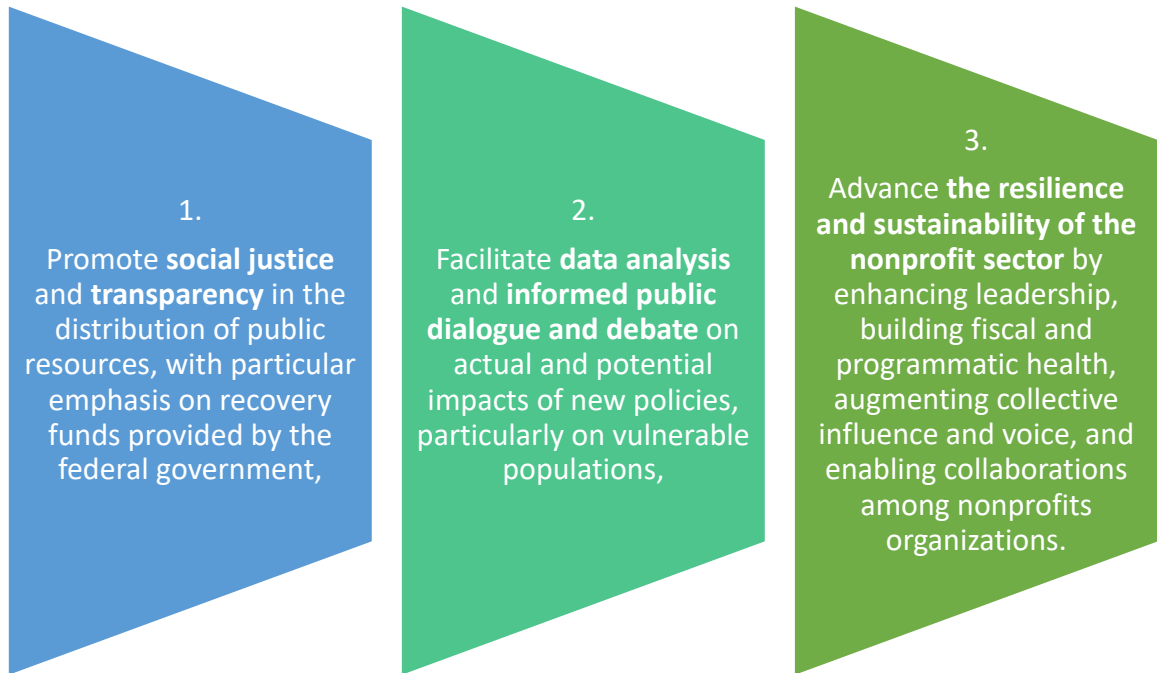 1.
Promote social justice
and transparency in the
distribution of public
resources, with particular
emphasis on recovery
funds provided by the
federal government,
2.
Facilitate data analysis
and informed public
dialogue and debate on
actual and potential
impacts of new policies,
particularly on vulnerable
populations,
3.
Advance the resilience
and sustainability of the
nonprofit sector by
enhancing leadership,
building fiscal and
programmatic health,
augmenting collective
influence and voice, and
enabling collaborations
among nonprofits
organizations.